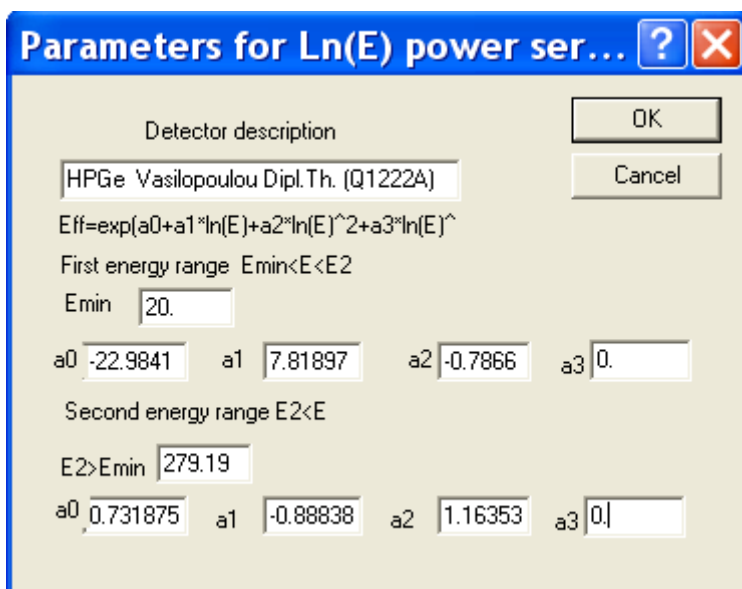 Parameters for Ln(E) power ser...
OK
Detector description
HPGe Vasilopoulou Dipl.Th. (Q1222A)
Cancel
Eff=exp(a0+a1*ln(E)+a2*ln(E)^2+a3*ln(E)^
First energy range Emin<E<E2
Emin 20.
a0 -22.9841 a1 7.81897 a2 -0.7866 a3 0.
Second energy range E2<E
E2>Emin 279.19
a0 0.731875 a1 -0.88838 a2 1.16353 a3 0.